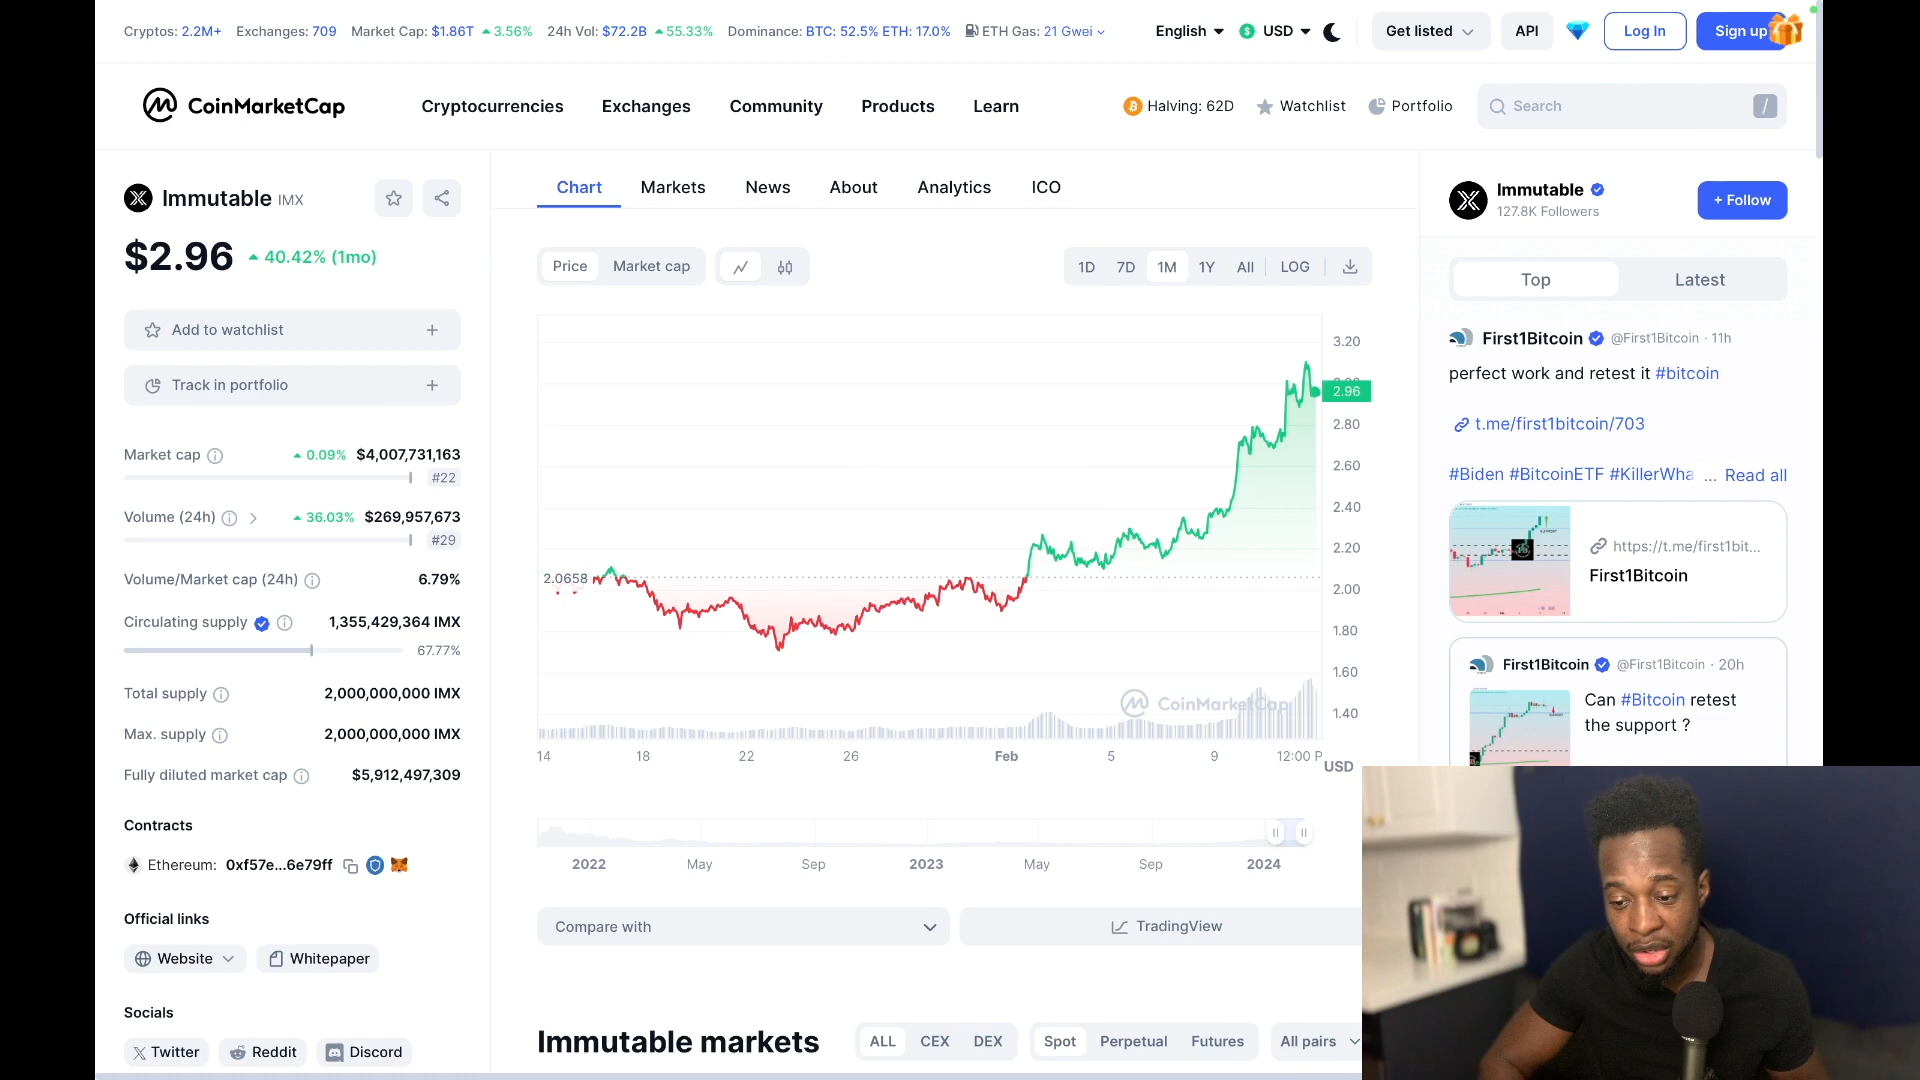 Cryptos: 2.2M+ Exchanges: 709 Market Cap: $1.86T 3.56% 24h Vol: $72.2B 55.33% Dominance: BTC: 52.5% ETH: 17.0% ETH Gas: 21 Gwei English USD Get listed API Log In Sign up
CoinMarketCap Cryptocurrencies Exchanges Community Products Learn Halving: 62D Watchlist Portfolio Search /
Immutable IMX
$2.96 40.42% (1mo)
Add to watchlist +
Track in portfolio +
Market cap 0.09% $4,007,731,163
#22
Volume (24h) 36.03% $269,957,673
#29
Volume/Market cap (24h) 6.79%
Circulating supply 1,355,429,364 IMX
67.77%
Total supply 2,000,000,000 IMX
Max. supply 2,000,000,000 IMX
Fully diluted market cap $5,912,497,309
Contracts
Ethereum: 0xf57e...6e79ff
Official links
Website Whitepaper
Socials
Twitter Reddit Discord
Chart Markets News About Analytics ICO
Price Market cap 1D 7D 1M 1Y All LOG
3.20
2.96
2.80
2.60
2.40
2.20
2.0658
2.00
1.80
1.60
CoinMarketCap
1.40
14 18 22 26 Feb 5 9 12:00 P
USD
2022 May Sep 2023 May Sep 2024
Compare with TradingView
Immutable markets ALL CEX DEX Spot Perpetual Futures All pairs
Immutable
127.8K Followers
+ Follow
Top Latest
First1Bitcoin @First1Bitcoin · 11h
perfect work and retest it #bitcoin
t.me/first1bitcoin/703
#Biden #BitcoinETF #KillerWha ... Read all
https://t.me/first1bit...
First1Bitcoin
First1Bitcoin @First1Bitcoin · 20h
Can #Bitcoin retest
the support ?